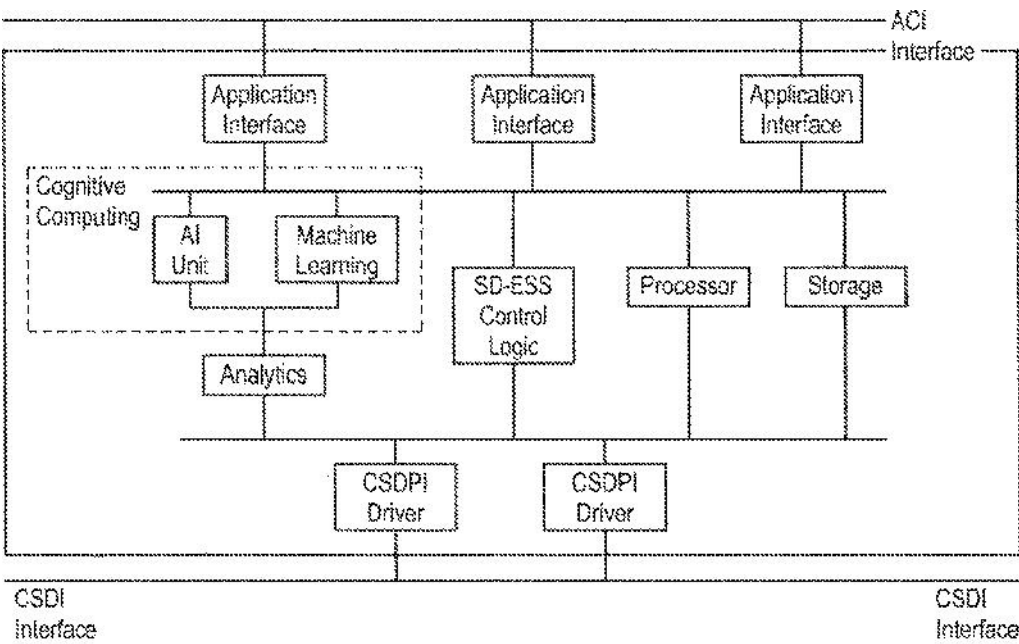 ACI
Interface
Application
Interface
Application
Interface
Application
Interface
Cognitive
Computing
AI
Unit
Machine
Learning
SD-ESS
Control
Logic
Processor
Storage
Analytics
CSDPI
Driver
CSDPI
Driver
CSDI
Interface
CSDI
Interface